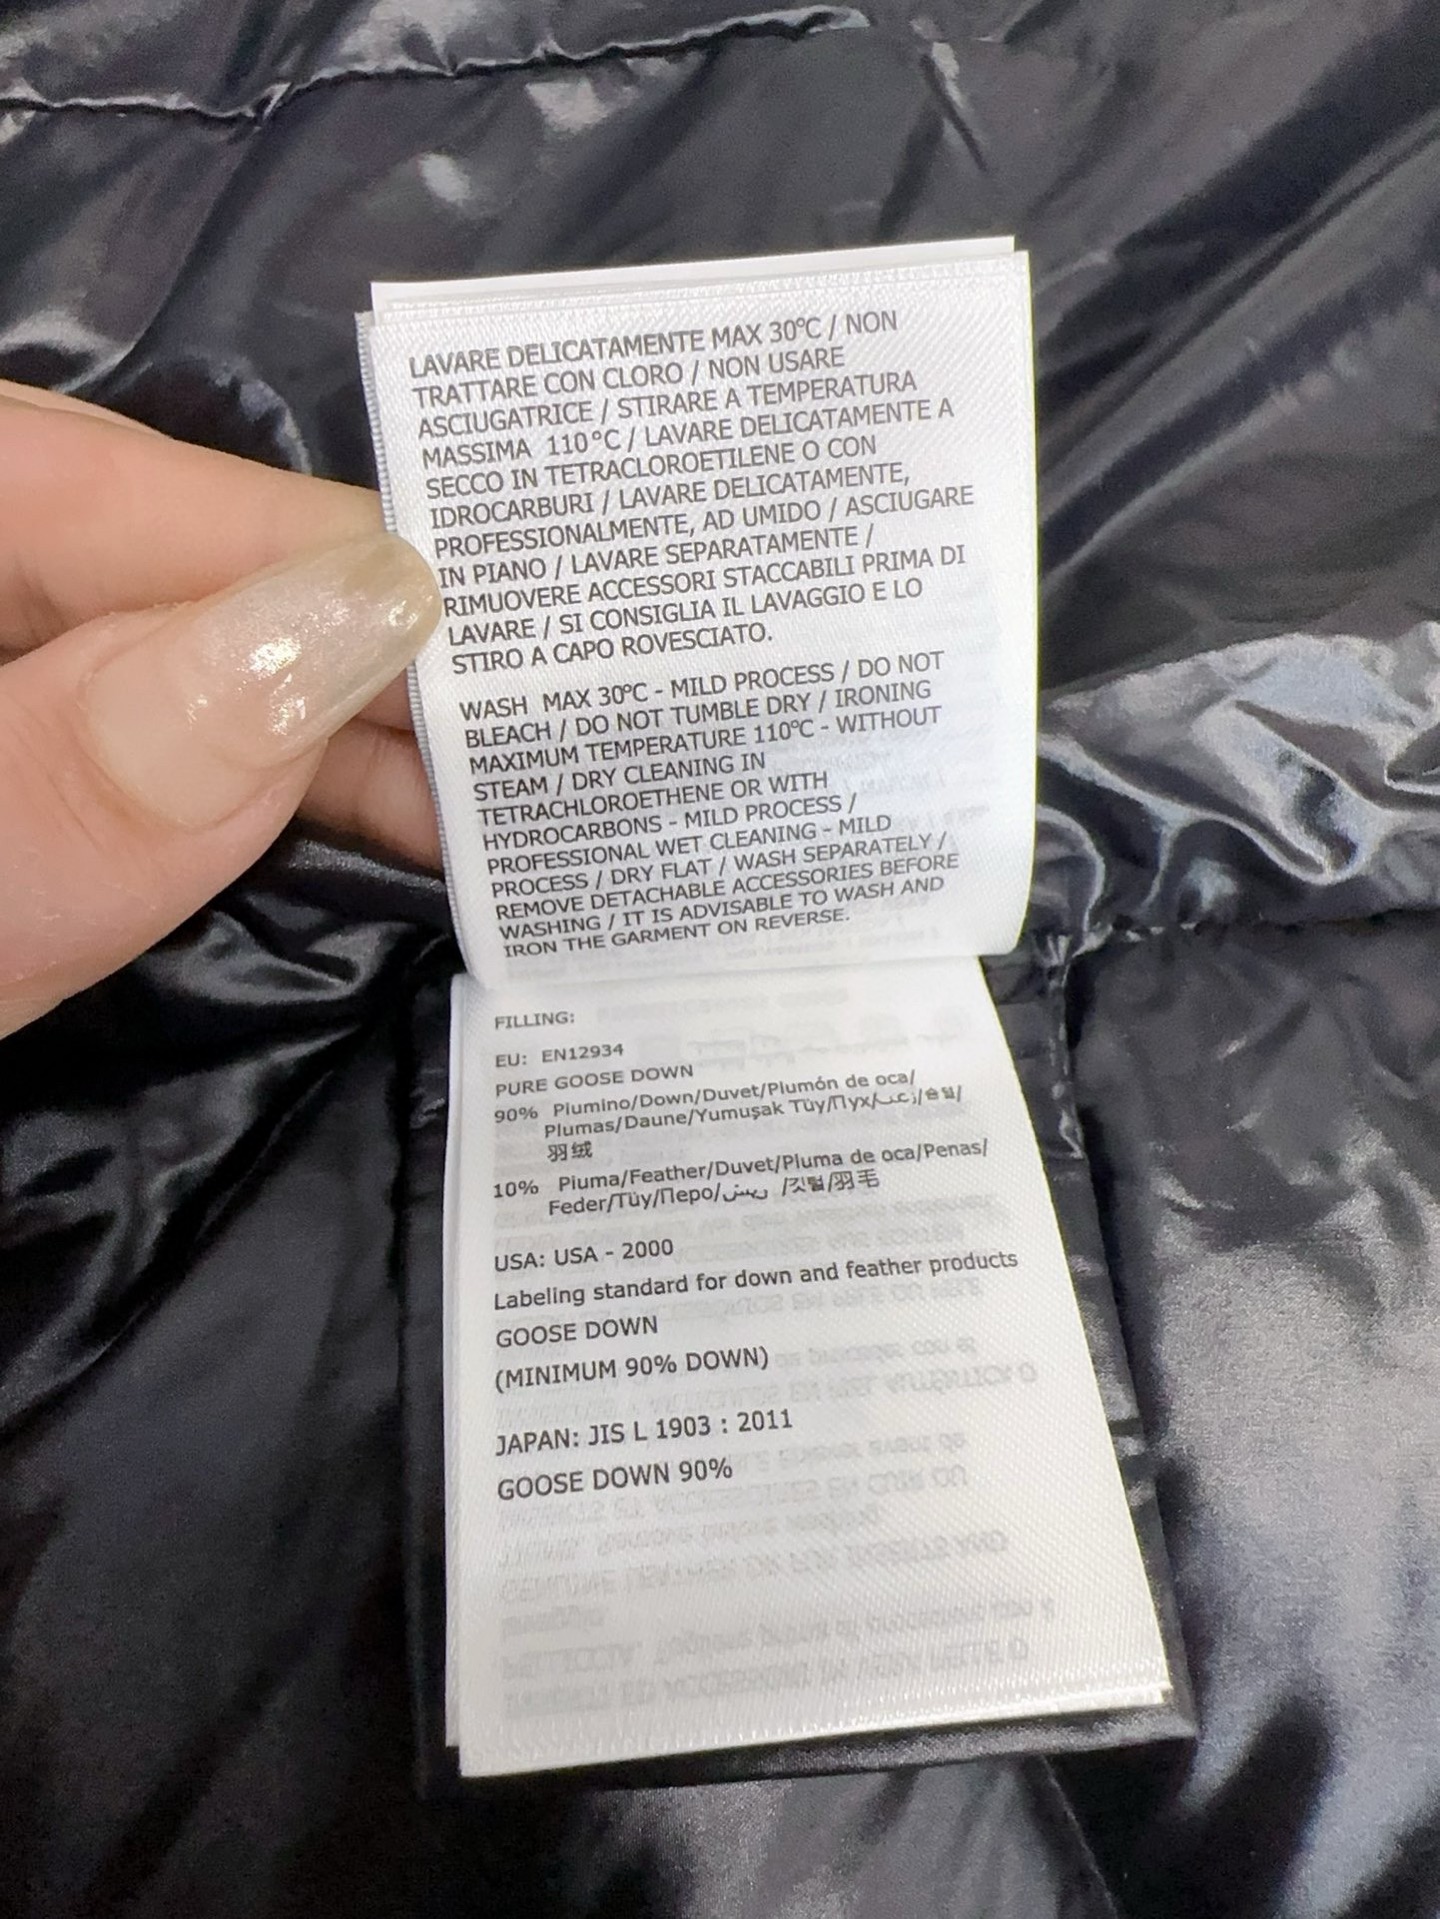 LAVARE DELICATAMENTE MAX 30°C / NON
TRATTARE CON CLORO / NON USARE
ASCIUGATRICE / STIRARE A TEMPERATURA
MASSIMA 110°C / LAVARE DELICATAMENTE A
SECCO IN TETRACLOROETILENE O CON
IDROCARBURI / LAVARE DELICATAMENTE,
PROFESSIONALMENTE, AD UMIDO / ASCIUGARE
IN PIANO / LAVARE SEPARATAMENTE /
RIMUOVERE ACCESSORI STACCABILI PRIMA DI
LAVARE / SI CONSIGLIA IL LAVAGGIO E LO
STIRO A CAPO ROVESCIATO.
WASH MAX 30°C - MILD PROCESS / DO NOT
BLEACH / DO NOT TUMBLE DRY / IRONING
MAXIMUM TEMPERATURE 110°C - WITHOUT
STEAM / DRY CLEANING IN
TETRACHLOROETHENE OR WITH
HYDROCARBONS - MILD PROCESS /
PROFESSIONAL WET CLEANING - MILD
PROCESS / DRY FLAT / WASH SEPARATELY /
REMOVE DETACHABLE ACCESSORIES BEFORE
WASHING / IT IS ADVISABLE TO WASH AND
IRON THE GARMENT ON REVERSE.
FILLING:
EU: EN12934
PURE GOOSE DOWN
90% Piumino/Down/Duvet/Plumón de oca/
Plumas/Daune/Yumuşak Tüy/Пух/زغب/솜털/
羽绒
10% Piuma/Feather/Duvet/Pluma de oca/Penas/
Feder/Tüy/Перо/ريش /깃털/羽毛
USA: USA - 2000
Labeling standard for down and feather products
GOOSE DOWN
(MINIMUM 90% DOWN)
JAPAN: JIS L 1903 : 2011
GOOSE DOWN 90%